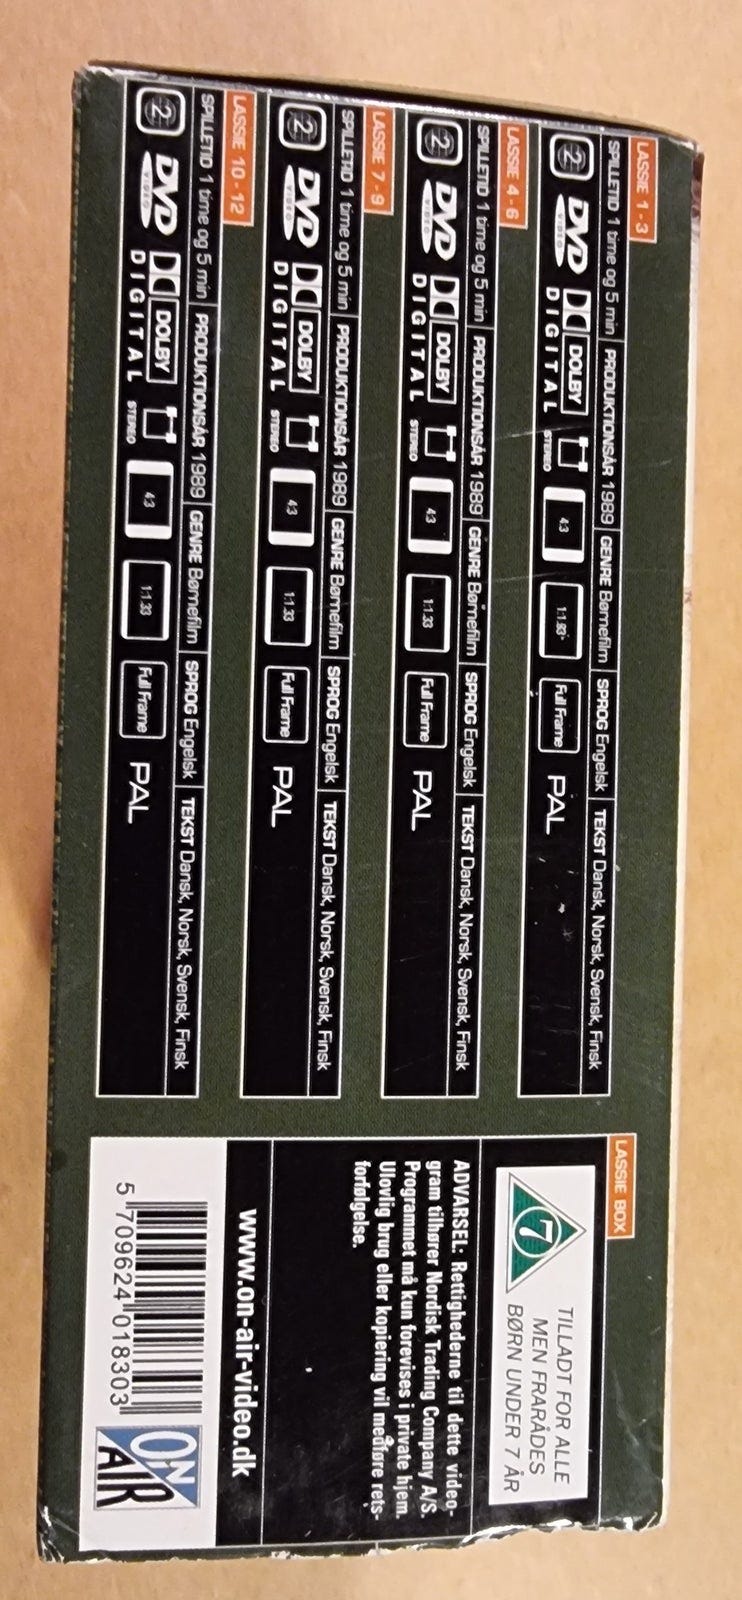 LASSIE 1 - 3
SPILLETID 1 time og 5 min PRODUKTIONSÅR 1989 GENRE Børnefilm SPROG Engelsk TEKST Dansk, Norsk, Svensk, Finsk
2 DVD VIDEO DOLBY DIGITAL STEREO 4:3 Full Frame PAL
LASSIE 4 - 6
SPILLETID 1 time og 5 min PRODUKTIONSÅR 1989 GENRE Børnefilm SPROG Engelsk TEKST Dansk, Norsk, Svensk, Finsk
2 DVD VIDEO DOLBY DIGITAL STEREO 4:3 1:1.33 Full Frame PAL
LASSIE 7 - 9
SPILLETID 1 time og 5 min PRODUKTIONSÅR 1989 GENRE Børnefilm SPROG Engelsk TEKST Dansk, Norsk, Svensk, Finsk
2 DVD VIDEO DOLBY DIGITAL STEREO 4:3 1:1.33 Full Frame PAL
LASSIE 10 - 12
SPILLETID 1 time og 5 min PRODUKTIONSÅR 1989 GENRE Børnefilm SPROG Engelsk TEKST Dansk, Norsk, Svensk, Finsk
2 DVD VIDEO DOLBY DIGITAL STEREO 4:3 1:1.33 Full Frame PAL
LASSIE BOX
7
TILLADT FOR ALLE
MEN FRARÅDES
BØRN UNDER 7 ÅR
ADVARSEL: Rettighederne til dette video-
gram tilhører Nordisk Trading Company A/S.
Programmet må kun forevises i private hjem.
Ulovlig brug eller kopiering vil medføre rets-
forfølgelse.
www.on-air-video.dk
5 709624 018303
ON AIR